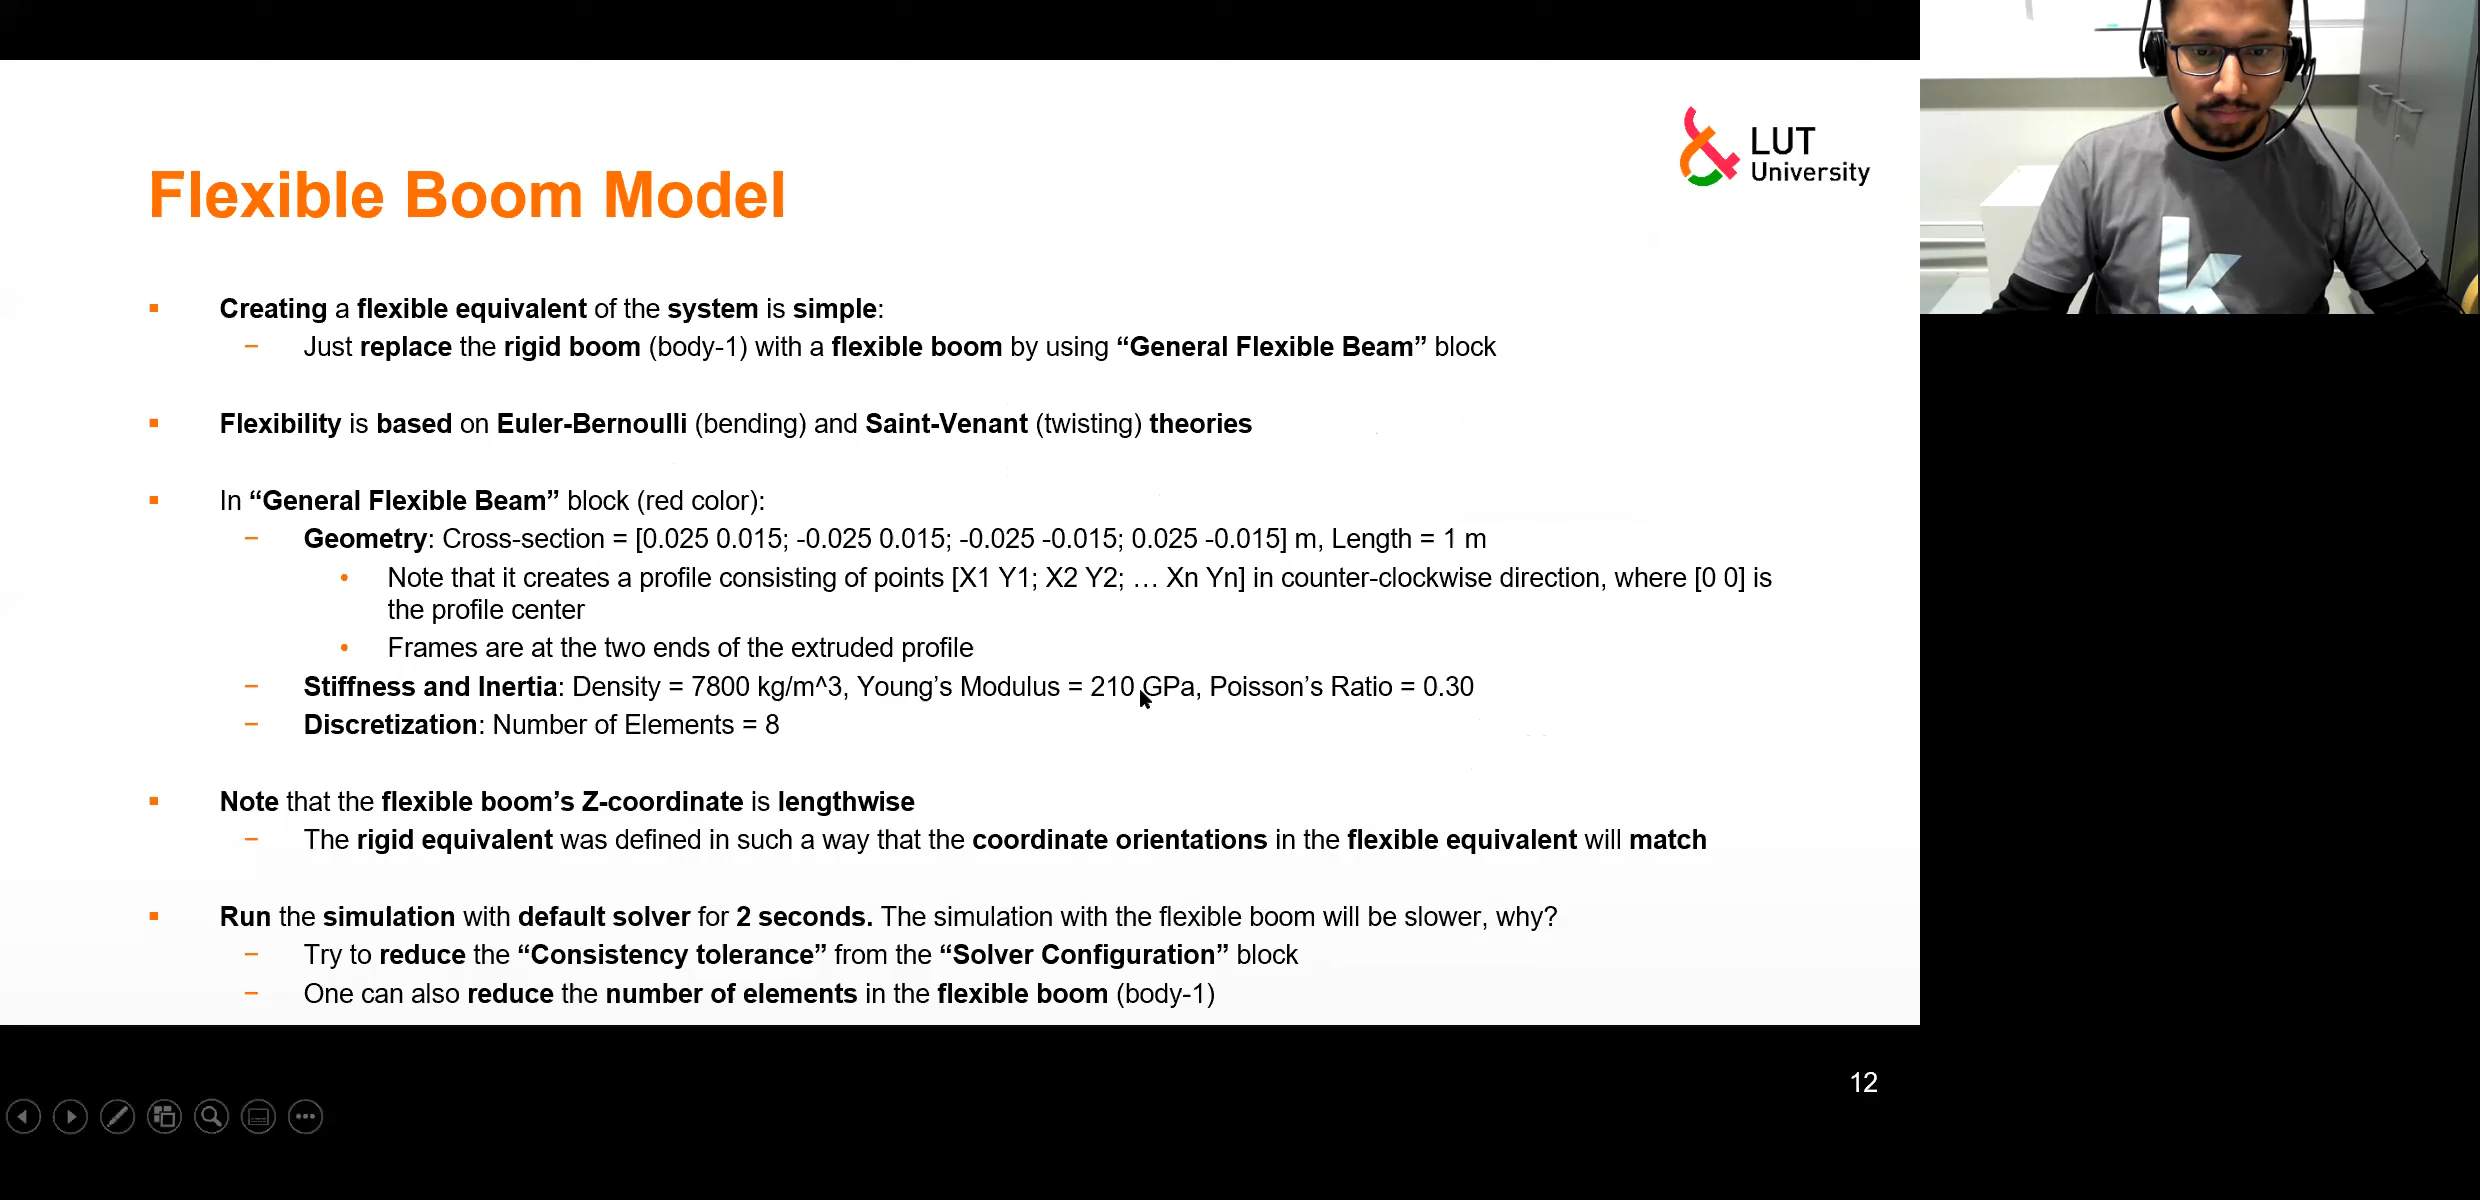 LUT
University
Flexible Boom Model
Creating a flexible equivalent of the system is simple:
Just replace the rigid boom (body-1) with a flexible boom by using “General Flexible Beam” block
Flexibility is based on Euler-Bernoulli (bending) and Saint-Venant (twisting) theories
In “General Flexible Beam” block (red color):
Geometry: Cross-section = [0.025 0.015; -0.025 0.015; -0.025 -0.015; 0.025 -0.015] m, Length = 1 m
Note that it creates a profile consisting of points [X1 Y1; X2 Y2; … Xn Yn] in counter-clockwise direction, where [0 0] is
the profile center
Frames are at the two ends of the extruded profile
Stiffness and Inertia: Density = 7800 kg/m^3, Young’s Modulus = 210 GPa, Poisson’s Ratio = 0.30
Discretization: Number of Elements = 8
Note that the flexible boom’s Z-coordinate is lengthwise
The rigid equivalent was defined in such a way that the coordinate orientations in the flexible equivalent will match
Run the simulation with default solver for 2 seconds. The simulation with the flexible boom will be slower, why?
Try to reduce the “Consistency tolerance” from the “Solver Configuration” block
One can also reduce the number of elements in the flexible boom (body-1)
12
k